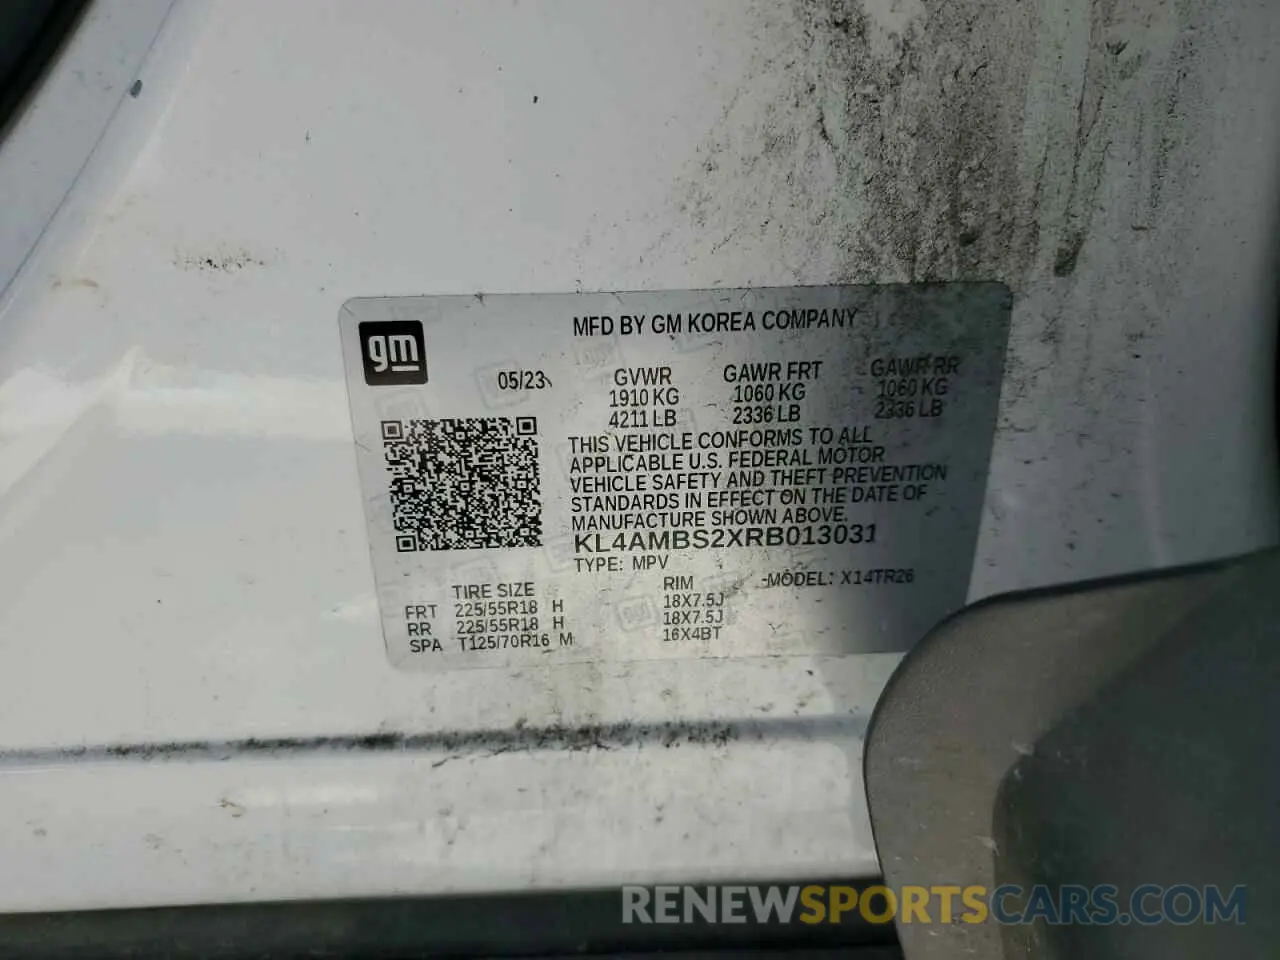 gm
MFD BY GM KOREA COMPANY
05/23
GVWR GAWR FRT GAWR RR
1910 KG 1060 KG 1060 KG
4211 LB 2336 LB 2336 LB
THIS VEHICLE CONFORMS TO ALL
APPLICABLE U.S. FEDERAL MOTOR
VEHICLE SAFETY AND THEFT PREVENTION
STANDARDS IN EFFECT ON THE DATE OF
MANUFACTURE SHOWN ABOVE.
KL4AMBS2XRB013031
TYPE: MPV
MODEL: X14TR26
TIRE SIZE RIM
FRT 225/55R18 H 18X7.5J
RR 225/55R18 H 18X7.5J
SPA T125/70R16 M 16X4BT
RENEWSPORTSCARS.COM